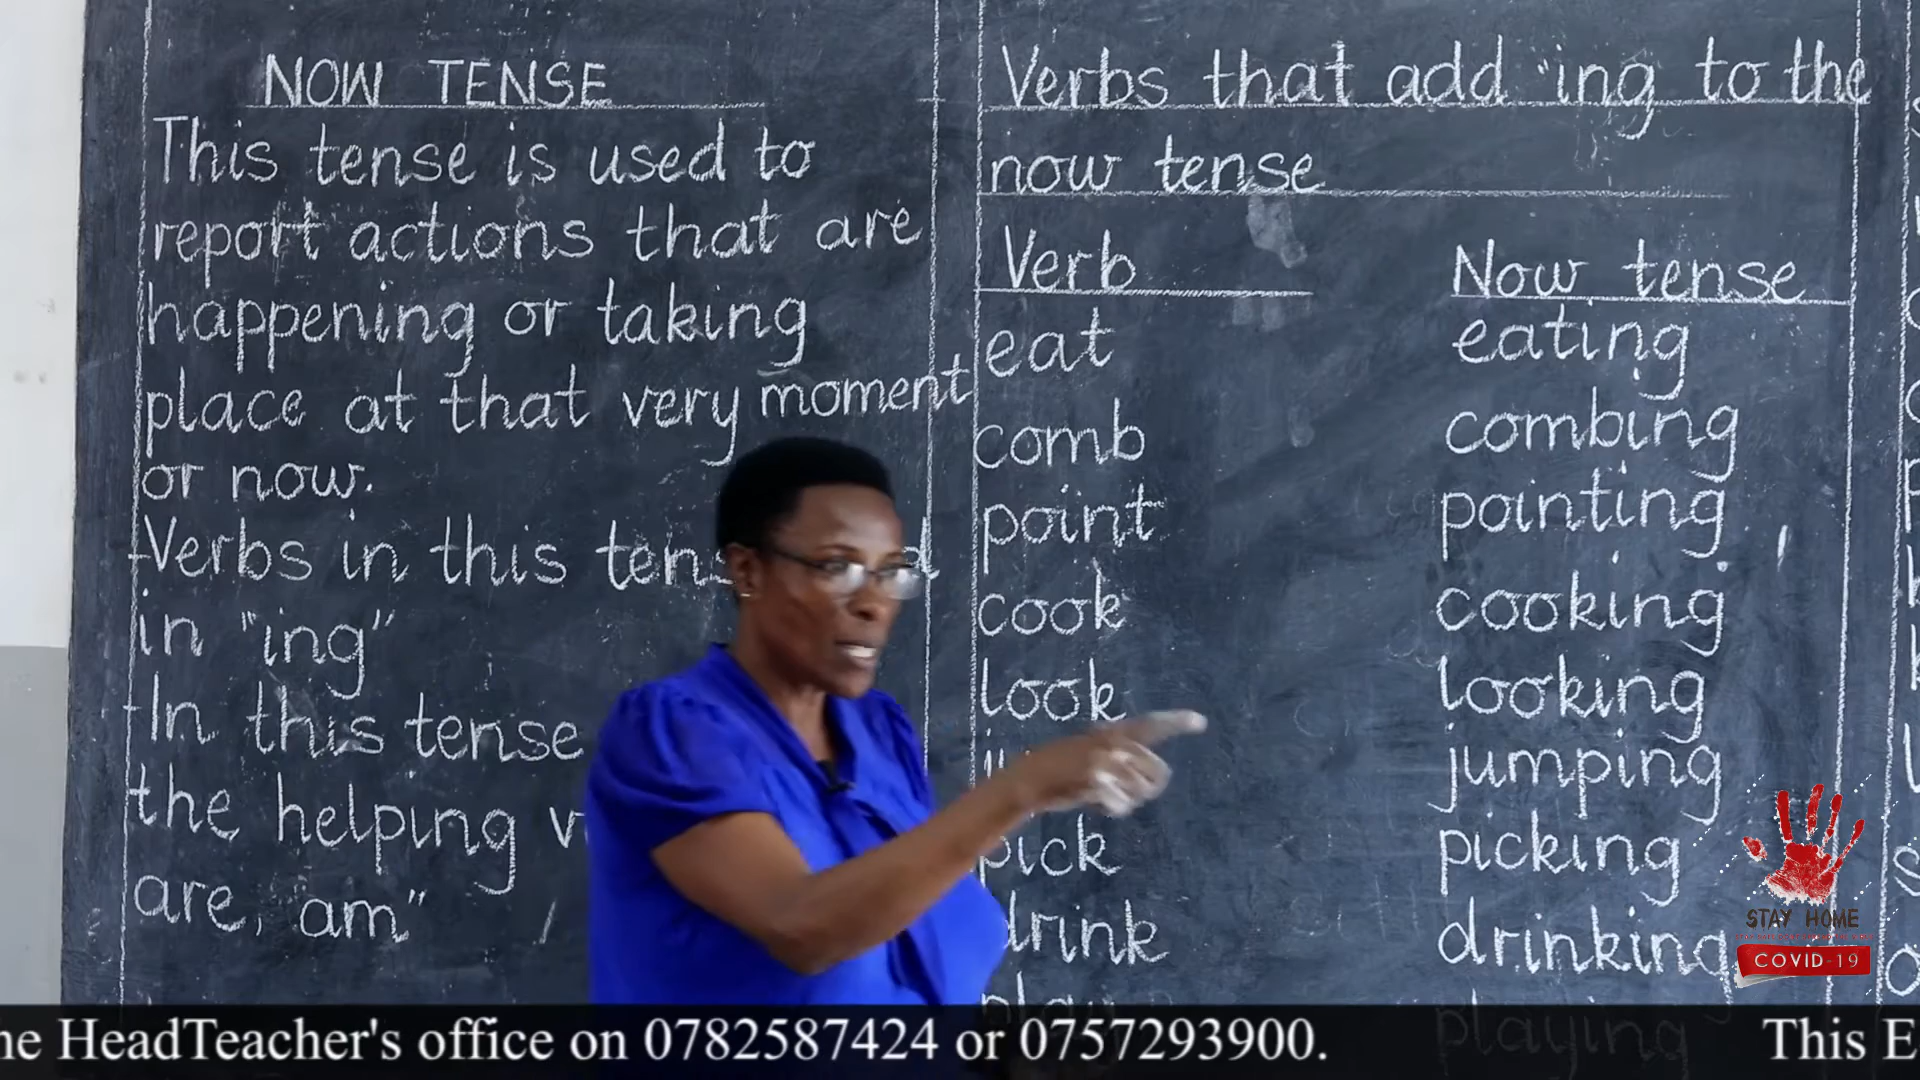 NOW TENSE
This tense is used to
report actions that are
happening or taking
place at that very moment
or now.
Verbs in this
in "ing"
In this tense
the helping
are, am"
Verbs that add "ing to the
now tense
Verb Now tense
eat eating
comb combing
point pointing
cook cooking
look looking
jumping
pick picking
drink drinking
play playing
STAY HOME
COVID-19
HeadTeacher's office on 0782587424 or 0757293900. This